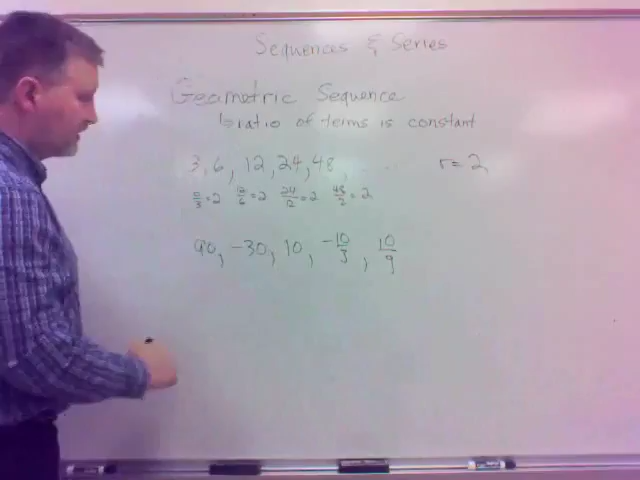 Sequences & Series
Geometric Sequence
↳ ratio of terms is constant
3, 6, 12, 24, 48, . . . . r = 2
6/3 = 2 12/6 = 2 24/12 = 2 48/2 = 2
90, -30, 10, -10/3, 10/9